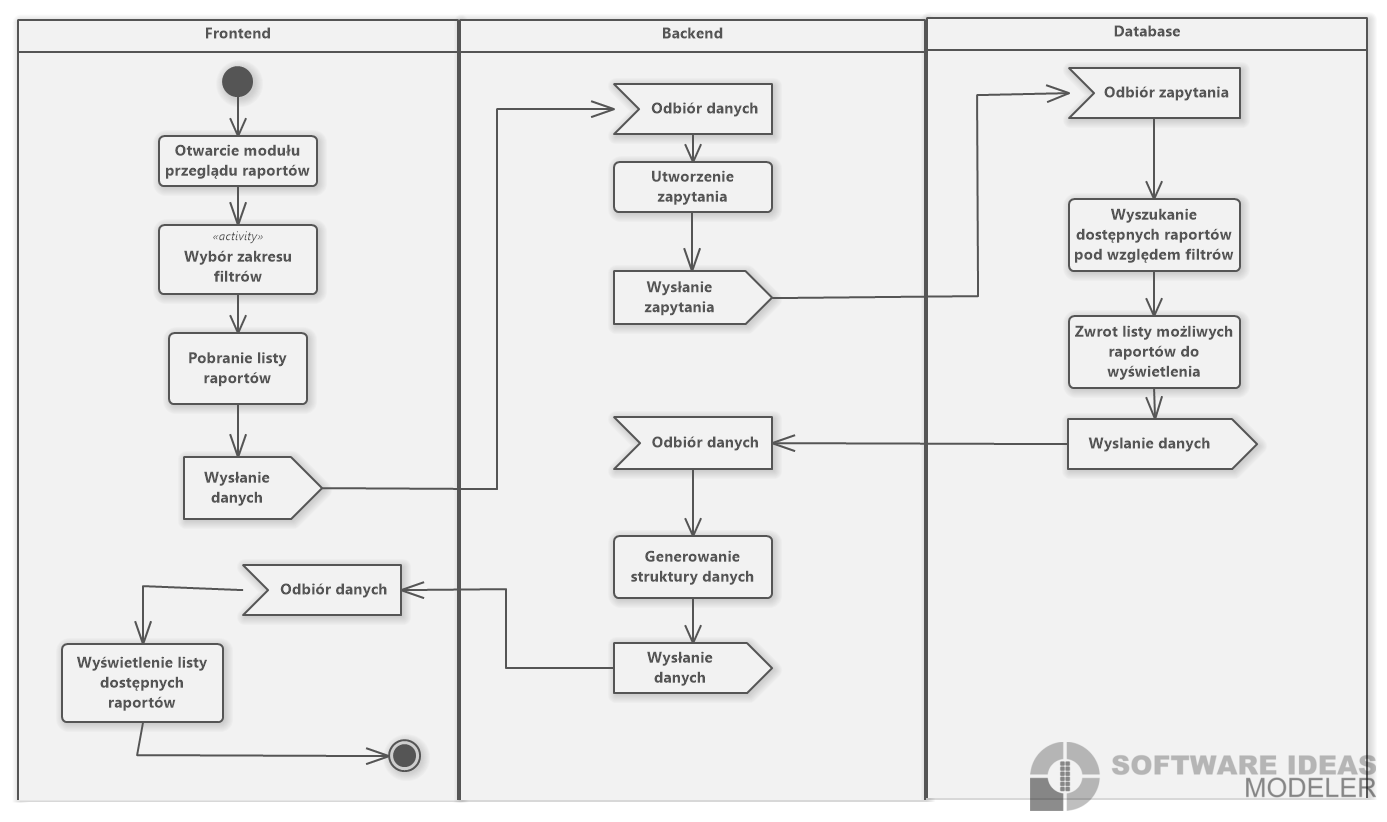 Frontend
Backend
Database
Otwarcie modułu
przeglądu raportów
«activity»
Wybór zakresu
filtrów
Pobranie listy
raportów
Wysłanie
danych
Odbiór danych
Utworzenie
zapytania
Wysłanie
zapytania
Odbiór zapytania
Wyszukanie
dostępnych raportów
pod względem filtrów
Zwrot listy możliwych
raportów do
wyświetlenia
Wyslanie danych
Odbiór danych
Generowanie
struktury danych
Wysłanie
danych
Odbiór danych
Wyświetlenie listy
dostępnych
raportów
SOFTWARE IDEAS
MODELER